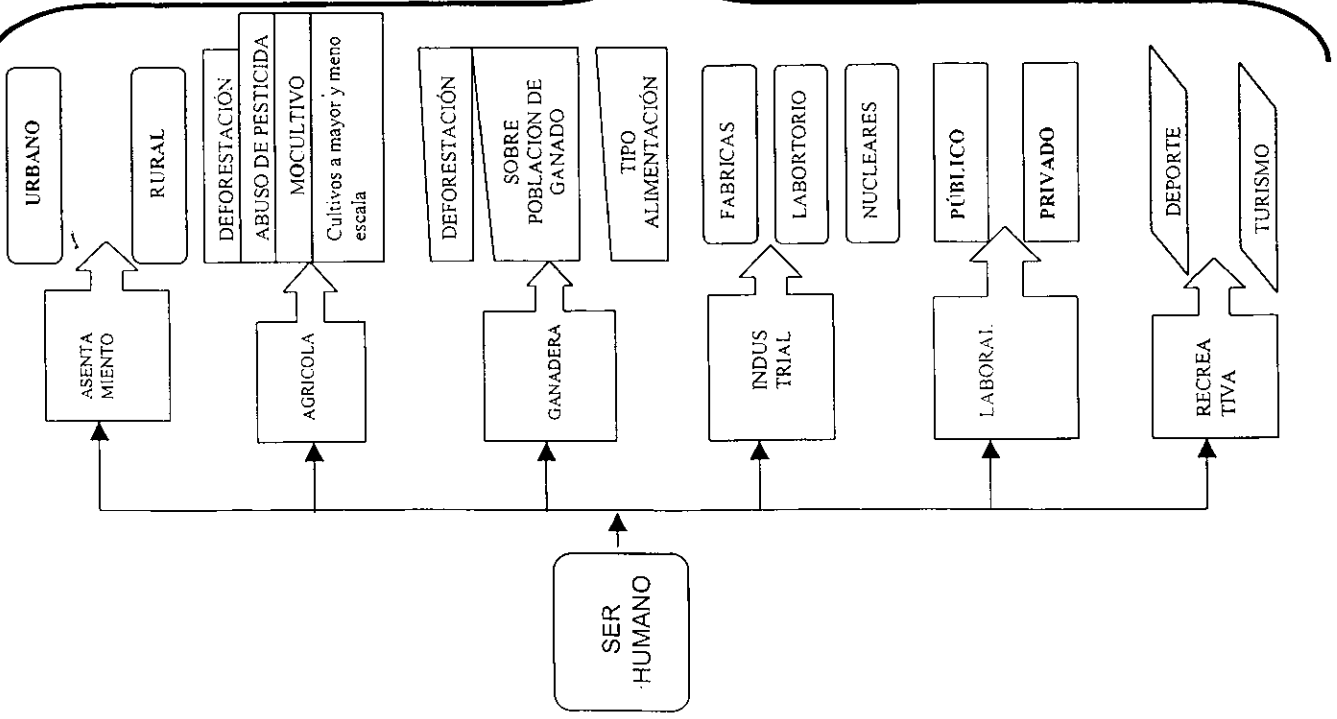 SER
HUMANO
ASENTA
MIENTO
URBANO
RURAL
AGRICOLA
DEFORESTACIÓN
ABUSO DE PESTICIDA
MOCULTIVO
Cultivos a mayor y meno
escala
GANADERA
DEFORESTACIÓN
SOBRE
POBLACION DE
GANADO
TIPO
ALIMENTACIÓN
INDUS
TRIAL
FABRICAS
LABORTORIO
NUCLEARES
LABORAL
PÚBLICO
PRIVADO
RECREA
TIVA
DEPORTE
TURISMO